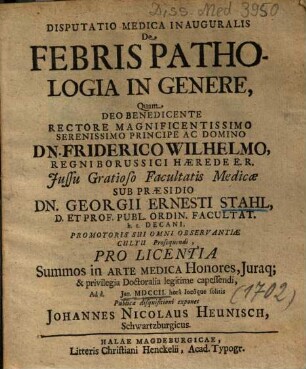 Diss. Med 3950
DISPUTATIO MEDICA INAUGURALIS
De
FEBRIS PATHO-
LOGIA IN GENERE,
Quam
DEO BENEDICENTE
RECTORE MAGNIFICENTISSIMO
SERENISSIMO PRINCIPE AC DOMINO
DN. FRIDERICO WILHELMO,
REGNI BORUSSICI HÆREDE &c.
Jussu Gratioso Facultatis Medicæ
SUB PRÆSIDIO
DN. GEORGII ERNESTI STAHL,
D. ET PROF. PUBL. ORDIN. FACULTAT.
h. t. DECANI.
PROMOTORIS SUI OMNI OBSERVANTIÆ
CULTU Prosequendi,
PRO LICENTIA
Summos in ARTE MEDICA Honores, Juraq;
& privilegia Doctoralia legitime capessendi,
Ad d. Jan. MDCCII. horis locoque solitis
Publicæ disquisitioni exponet
(1702)
JOHANNES NICOLAUS HEUNISCH,
Schwartzburgicus.
HALAE MAGDEBURGICAE,
Litteris Christiani Henckelii, Acad. Typogr.